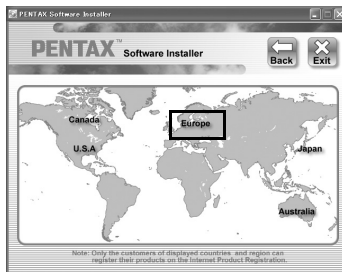 PENTAX Software Installer
PENTAX™ Software Installer
Back
Exit
Canada
Europe
U.S.A
Japan
Australia
Note: Only the customers of displayed countries and region can
register their products on the Internet Product Registration.